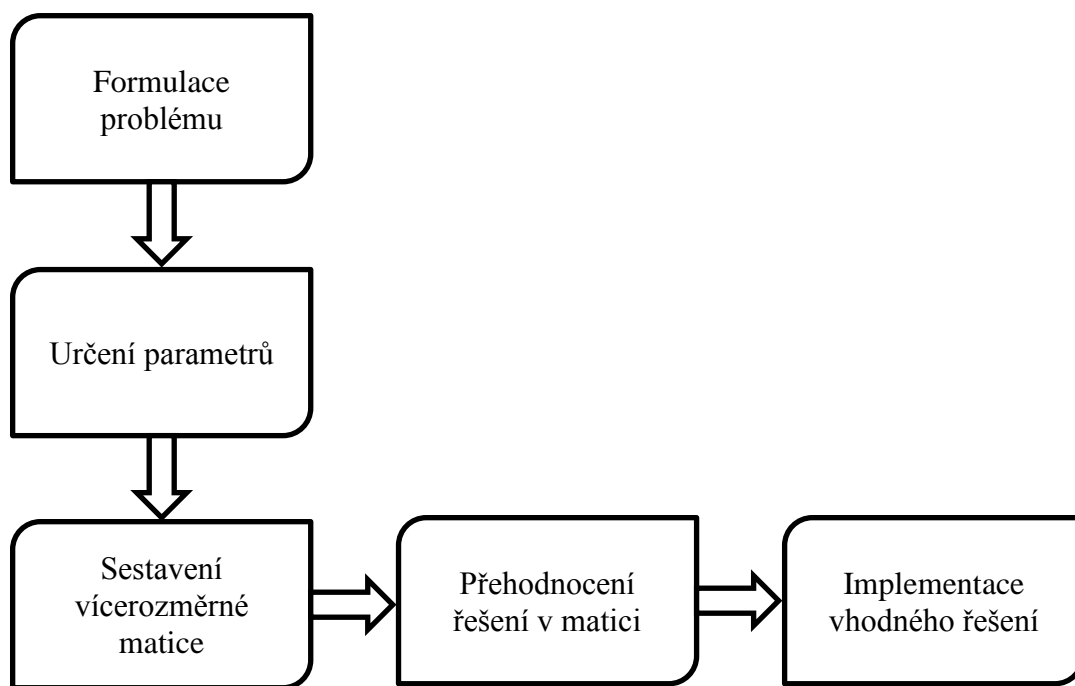 Formulace
problému
Určení parametrů
Sestavení
vícerozměrné
matice
Přehodnocení
řešení v matici
Implementace
vhodného řešení